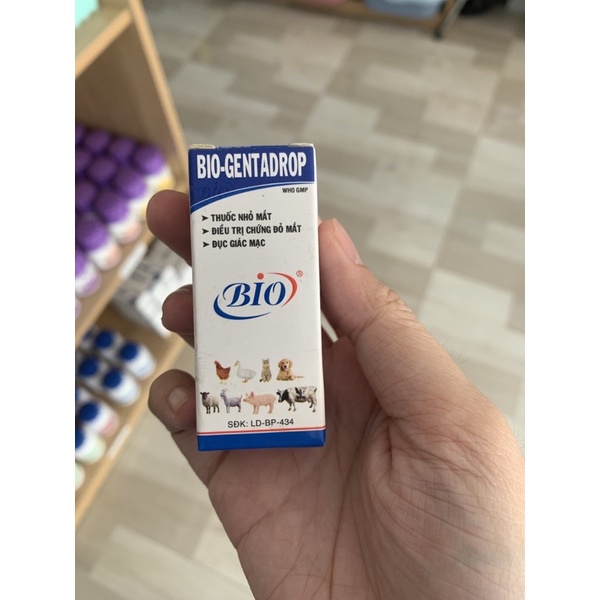 BIO-GENTADROP
WHO GMP
➤ THUỐC NHỎ MẮT
➤ ĐIỀU TRỊ CHỨNG ĐỎ MẮT
➤ ĐỤC GIÁC MẠC
BIO®
SĐK: LD-BP-434